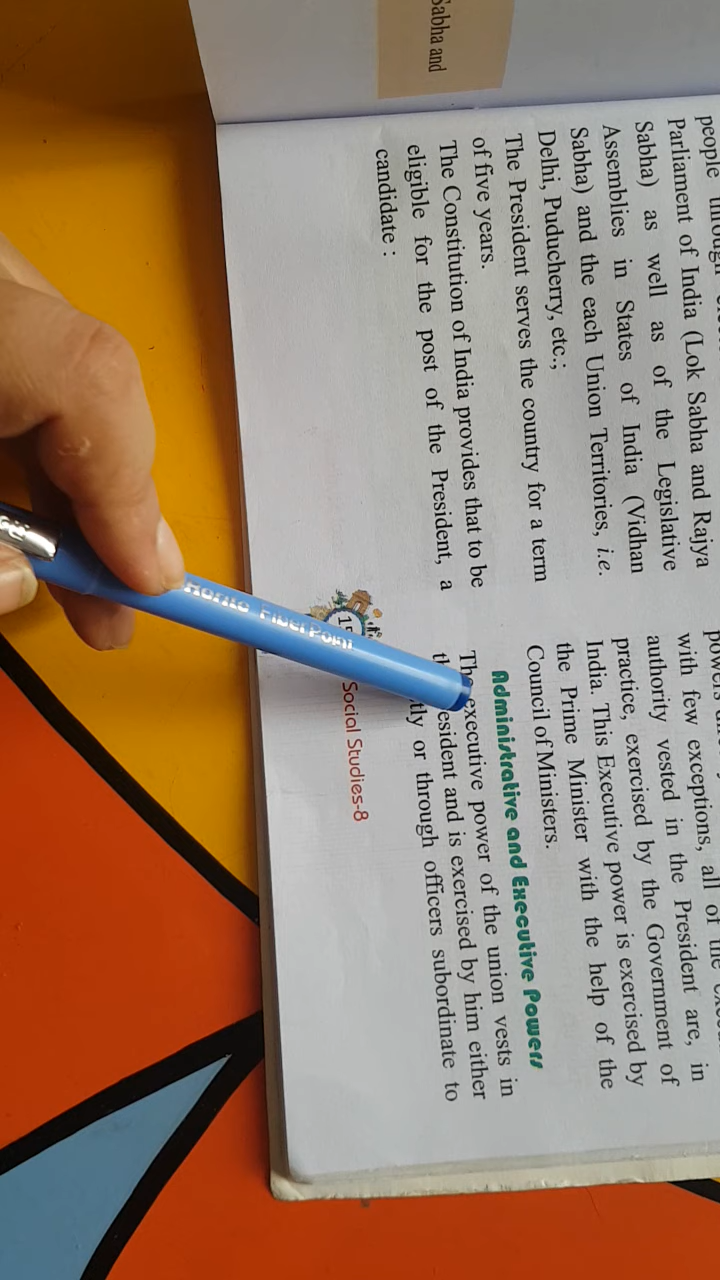 Sabha and
people through
Parliament of India (Lok Sabha and Rajya
Sabha) as well as of the Legislative
Assemblies in States of India (Vidhan
Sabha) and the each Union Territories, i.e.
Delhi, Puducherry, etc.;
The President serves the country for a term
of five years.
The Constitution of India provides that to be
eligible for the post of the President, a
candidate :
with few exceptions, all of the
authority vested in the President are, in
practice, exercised by the Government of
India. This Executive power is exercised by
the Prime Minister with the help of the
Council of Ministers.
Administrative and Executive Powers
The executive power of the union vests in
esident and is exercised by him either
tly or through officers subordinate to
Social Studies-8
Horite FiberPoint